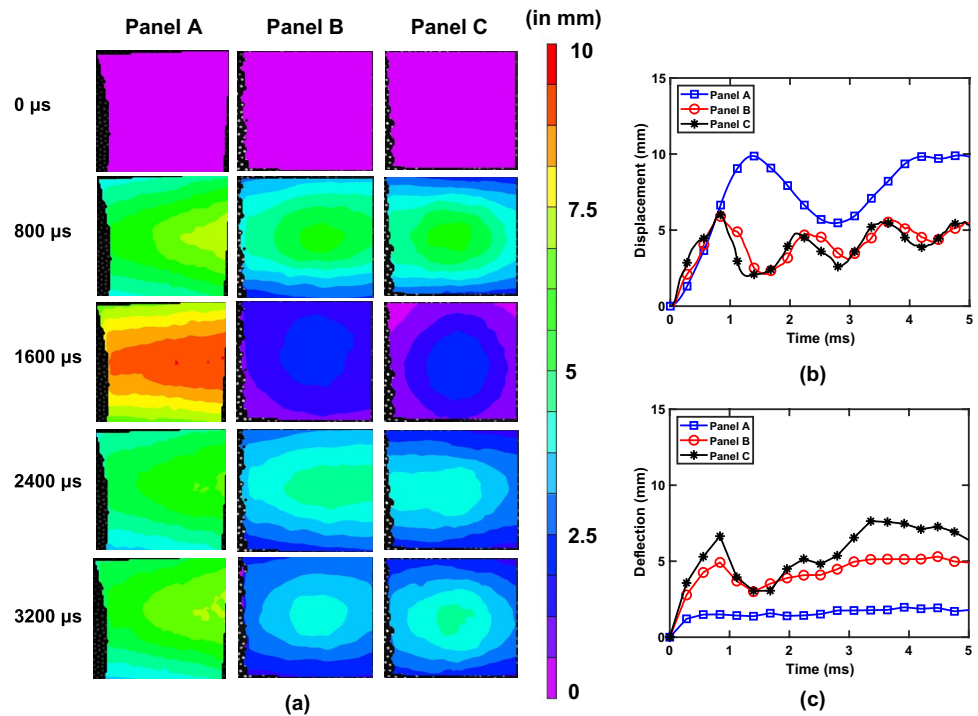 Panel A Panel B Panel C (in mm)
0 µs
800 µs
1600 µs
2400 µs
3200 µs
10
7.5
5
2.5
0
(a)
15
10
5
0
Displacement (mm)
Panel A
Panel B
Panel C
0 1 2 3 4 5
Time (ms)
(b)
15
10
5
0
Deflection (mm)
Panel A
Panel B
Panel C
0 1 2 3 4 5
Time (ms)
(c)